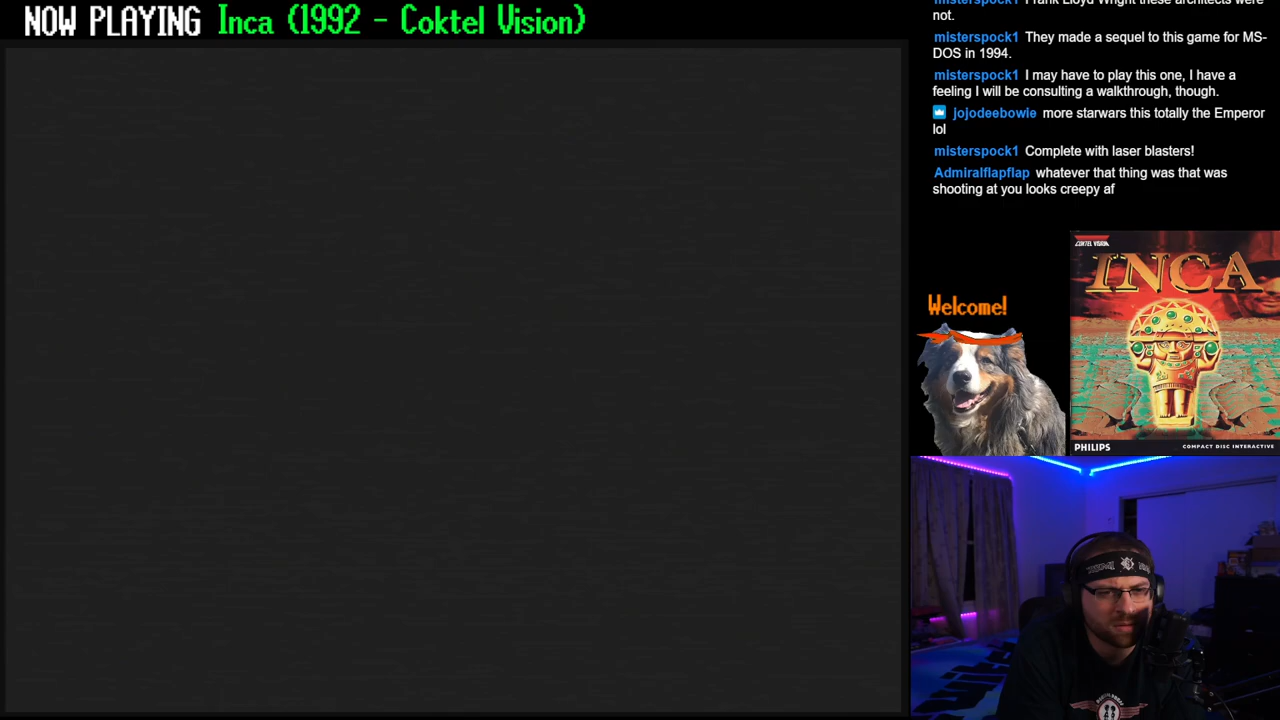 NOW PLAYING Inca (1992 - Coktel Vision)
misterspock1 Frank Lloyd Wright these architects were
not.
misterspock1 They made a sequel to this game for MS-
DOS in 1994.
misterspock1 I may have to play this one, I have a
feeling I will be consulting a walkthrough, though.
jojodeebowie more starwars this totally the Emperor
lol
misterspock1 Complete with laser blasters!
Admiralflapflap whatever that thing was that was
shooting at you looks creepy af
Welcome!
COKTEL VISION
INCA
PHILIPS
COMPACT DISC INTERACTIVE